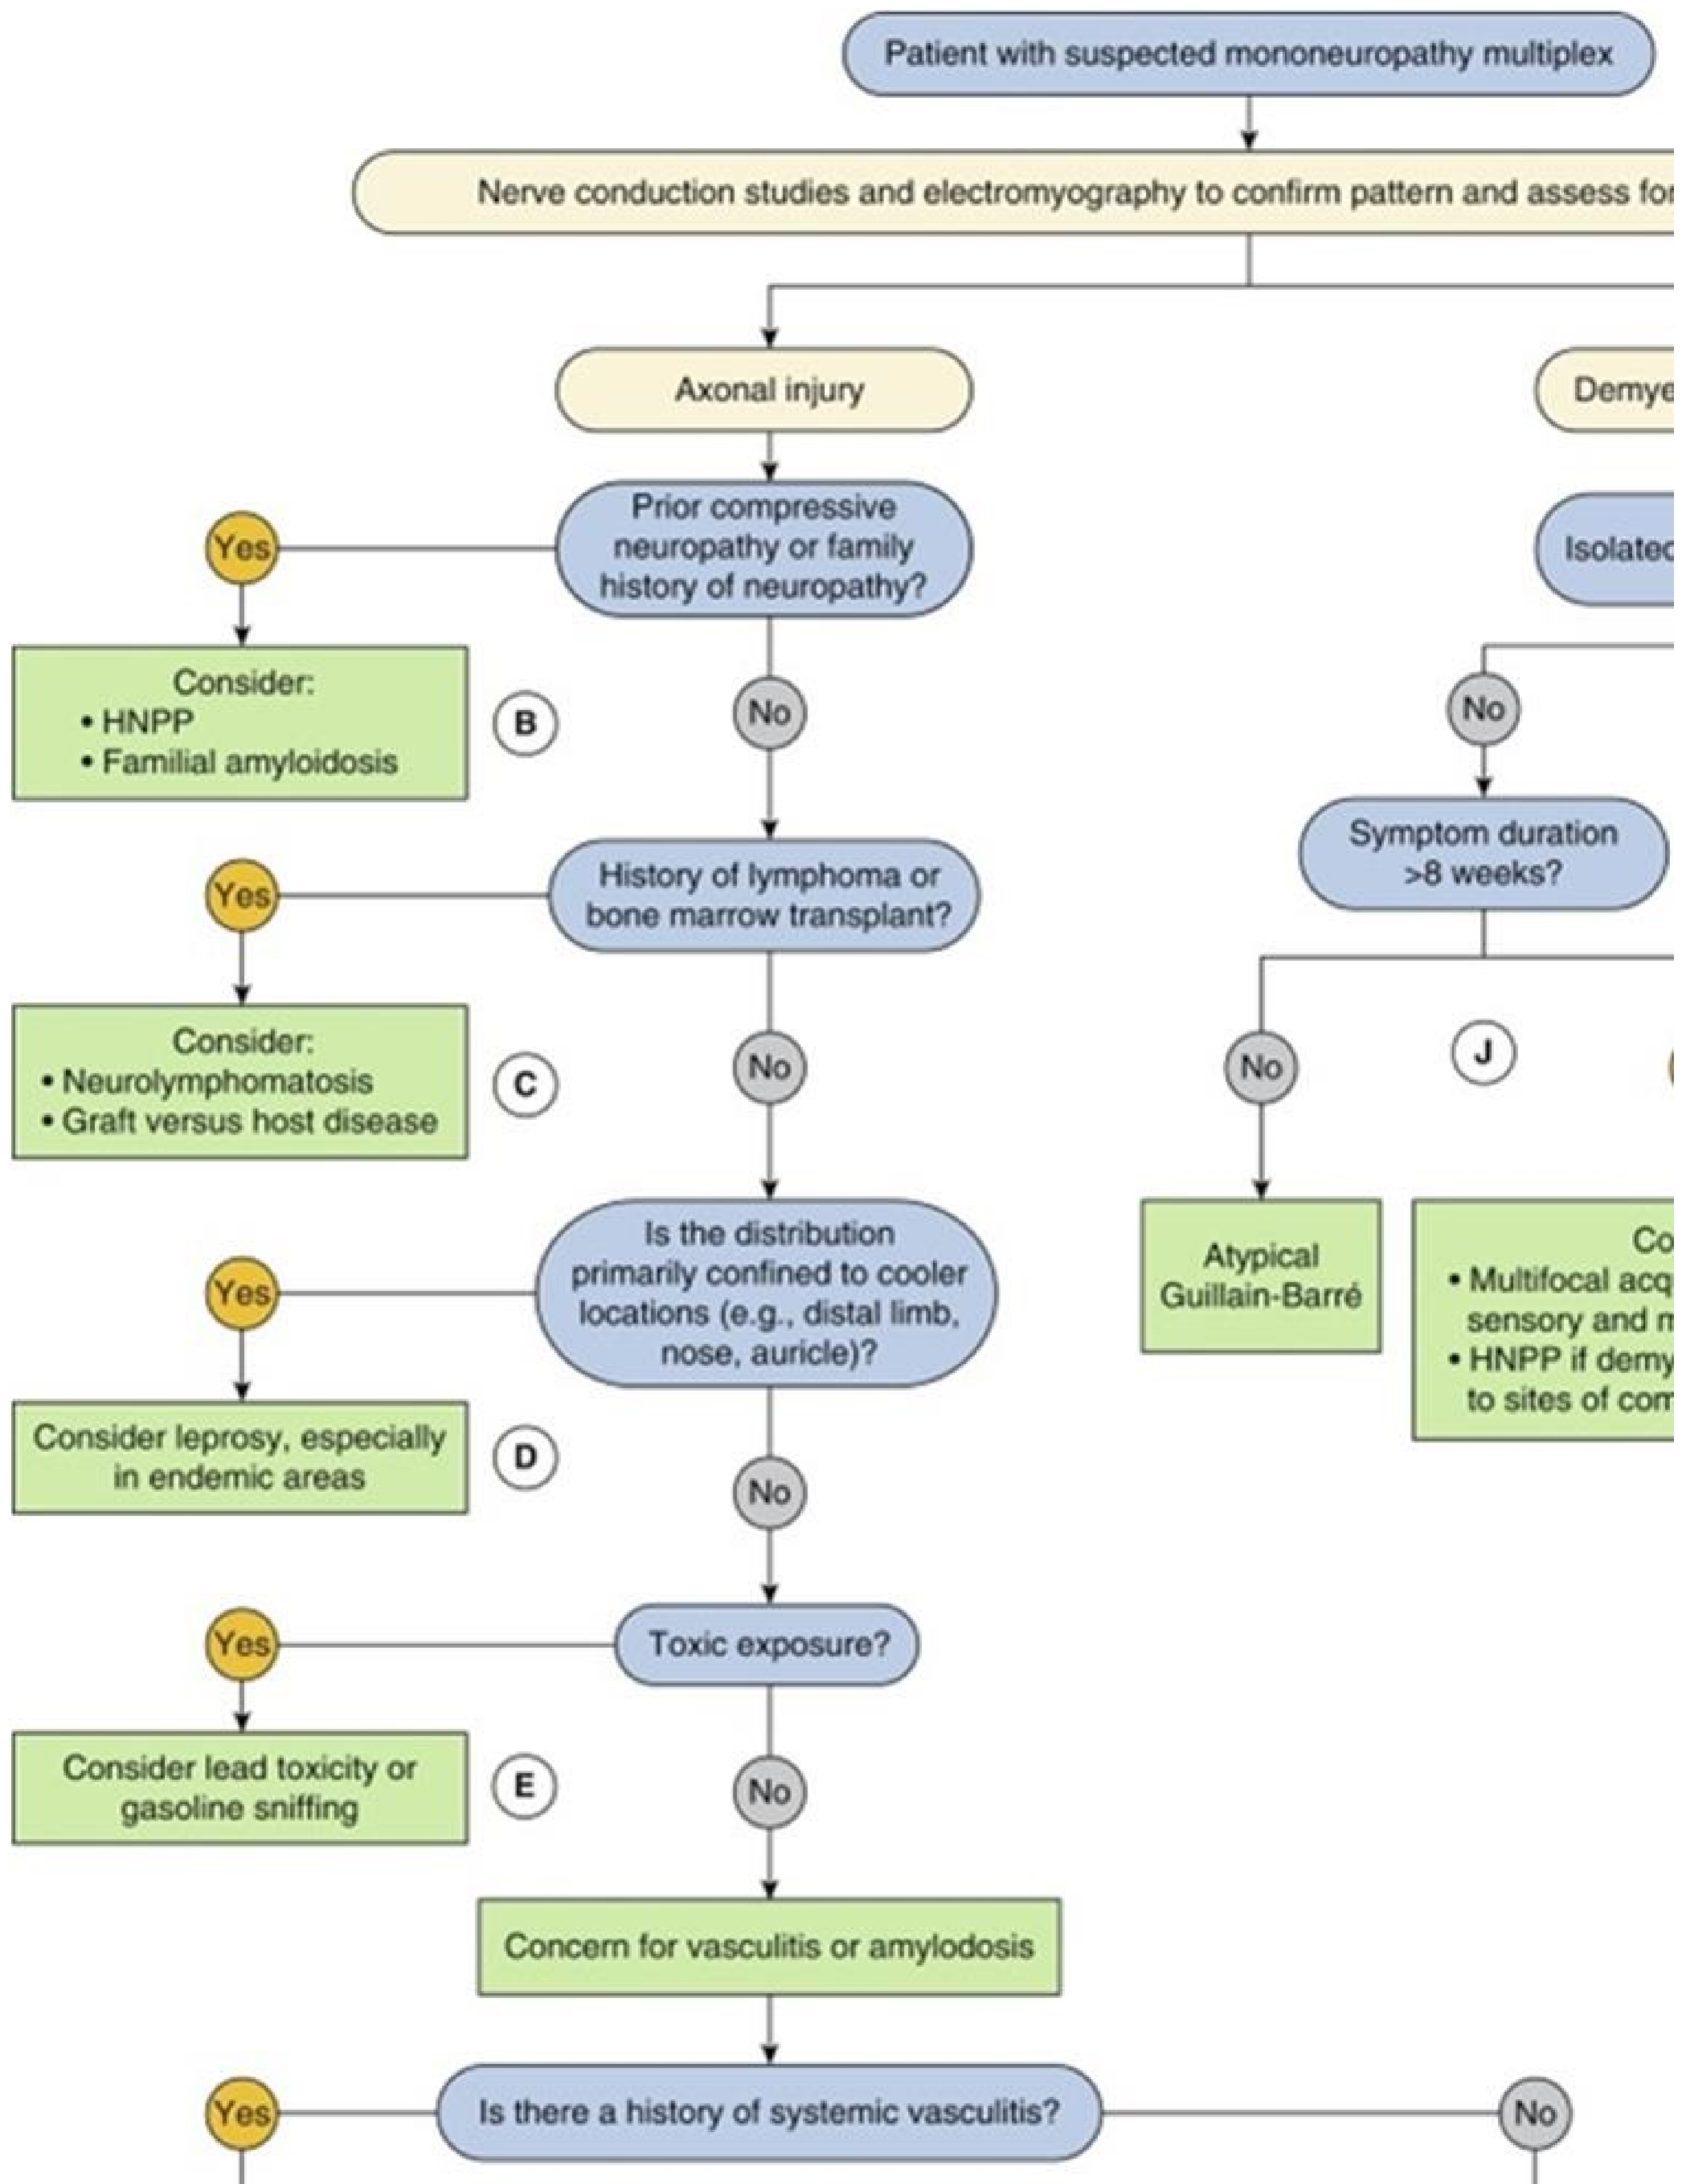 Patient with suspected mononeuropathy multiplex
Nerve conduction studies and electromyography to confirm pattern and assess for
Axonal injury
Prior compressive
neuropathy or family
history of neuropathy?
Yes
Consider:
• HNPP
• Familial amyloidosis
B
No
History of lymphoma or
bone marrow transplant?
Yes
Consider:
• Neurolymphomatosis
• Graft versus host disease
C
No
Is the distribution
primarily confined to cooler
locations (e.g., distal limb,
nose, auricle)?
Yes
Consider leprosy, especially
in endemic areas
D
No
Toxic exposure?
Yes
Consider lead toxicity or
gasoline sniffing
E
No
Concern for vasculitis or amylodosis
Is there a history of systemic vasculitis?
Yes
No
Demye
Isolated
No
Symptom duration
>8 weeks?
No
J
Atypical
Guillain-Barré
Co
• Multifocal acq
sensory and m
• HNPP if demy
to sites of com